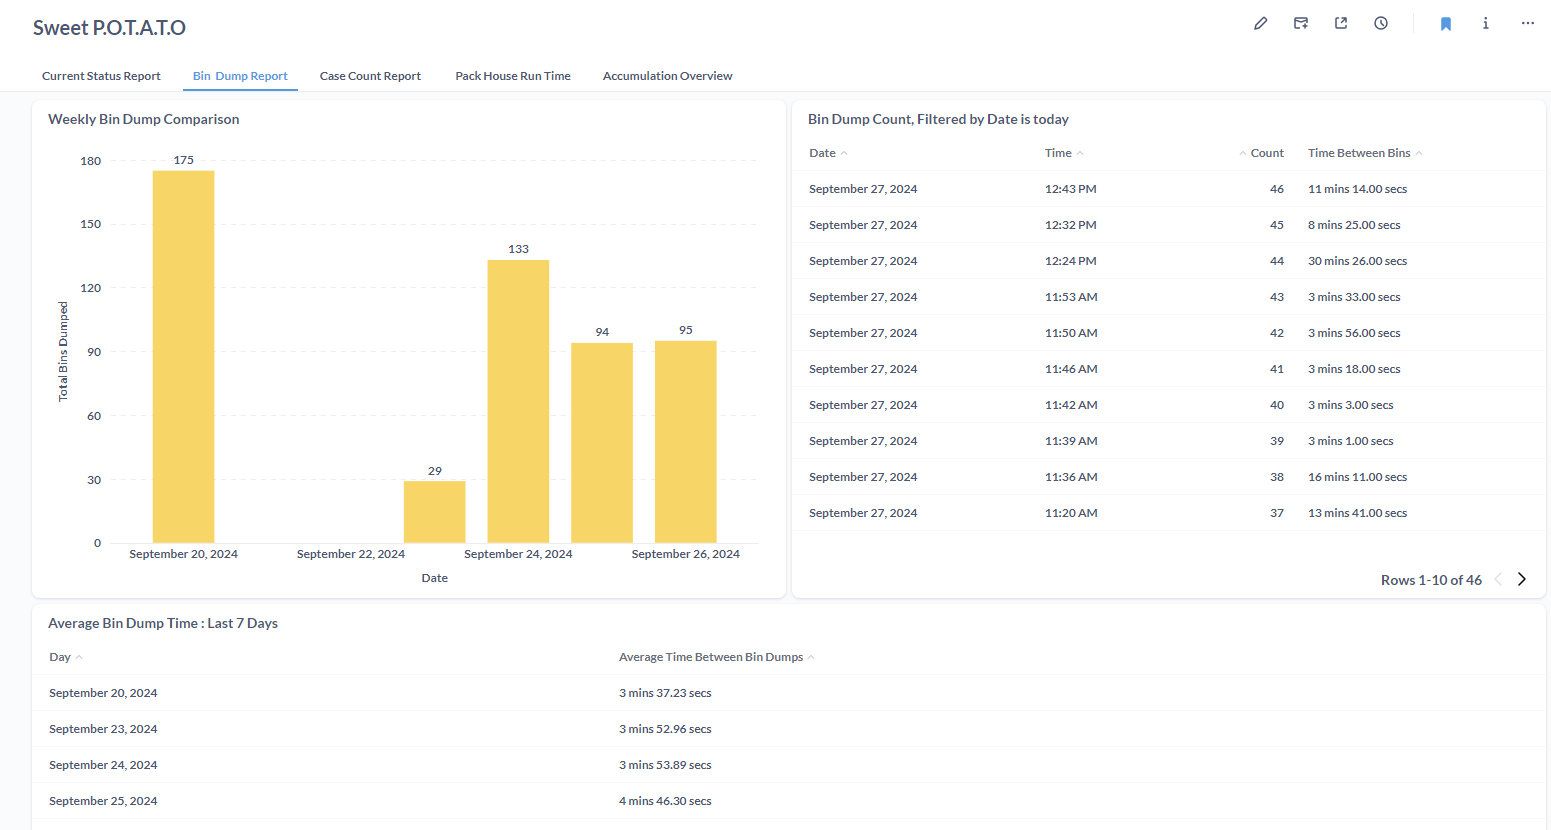 Sweet P.O.T.A.T.O
Current Status Report
Bin Dump Report
Case Count Report
Pack House Run Time
Accumulation Overview
Weekly Bin Dump Comparison
180
150
120
90
60
30
0
Total Bins Dumped
175
29
133
94
95
September 20, 2024
September 22, 2024
September 24, 2024
September 26, 2024
Date
Bin Dump Count, Filtered by Date is today
Date Time Count Time Between Bins
September 27, 2024 12:43 PM 46 11 mins 14.00 secs
September 27, 2024 12:32 PM 45 8 mins 25.00 secs
September 27, 2024 12:24 PM 44 30 mins 26.00 secs
September 27, 2024 11:53 AM 43 3 mins 33.00 secs
September 27, 2024 11:50 AM 42 3 mins 56.00 secs
September 27, 2024 11:46 AM 41 3 mins 18.00 secs
September 27, 2024 11:42 AM 40 3 mins 3.00 secs
September 27, 2024 11:39 AM 39 3 mins 1.00 secs
September 27, 2024 11:36 AM 38 16 mins 11.00 secs
September 27, 2024 11:20 AM 37 13 mins 41.00 secs
Rows 1-10 of 46
Average Bin Dump Time : Last 7 Days
Day Average Time Between Bin Dumps
September 20, 2024 3 mins 37.23 secs
September 23, 2024 3 mins 52.96 secs
September 24, 2024 3 mins 53.89 secs
September 25, 2024 4 mins 46.30 secs